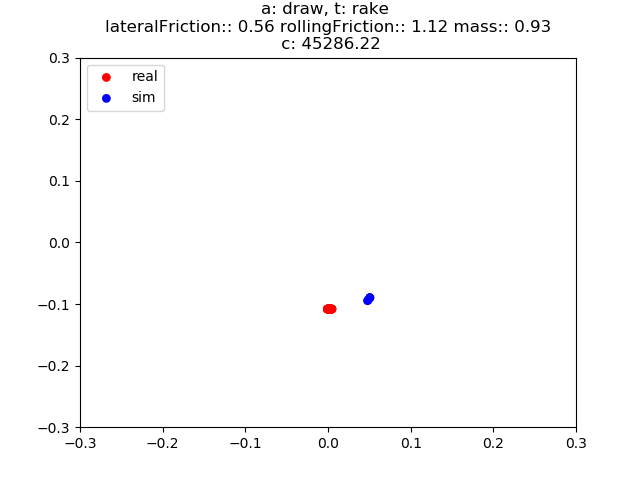 a: draw, t: rake
lateralFriction:: 0.56 rollingFriction:: 1.12 mass:: 0.93
c: 45286.22
real
sim
0.3
0.2
0.1
0.0
−0.1
−0.2
−0.3
−0.3
−0.2
−0.1
0.0
0.1
0.2
0.3